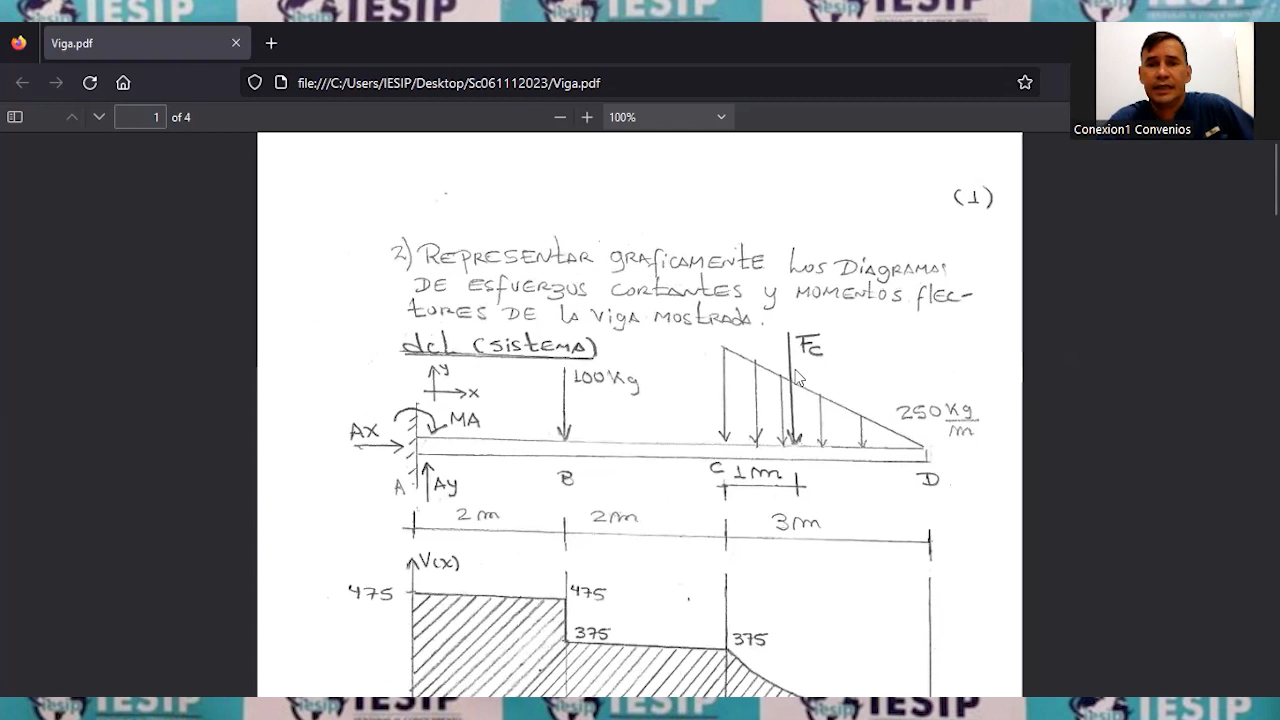 IESIP
Viga.pdf
file:///C:/Users/IESIP/Desktop/Sc061112023/Viga.pdf
1 of 4
100%
Conexion1 Convenios
(1)
2) REPRESENTAR GRAFICAMENTE LOS DIAGRAMAS
DE ESFUERZOS CORTANTES Y MOMENTOS FLEC-
TORES DE LA VIGA MOSTRADA.
dcl (SISTEMA)
Fc
y
100Kg
x
MA
250 Kg/m
AX
A
Ay
B
C
1m
D
2m
2m
3m
V(x)
475
475
375
375